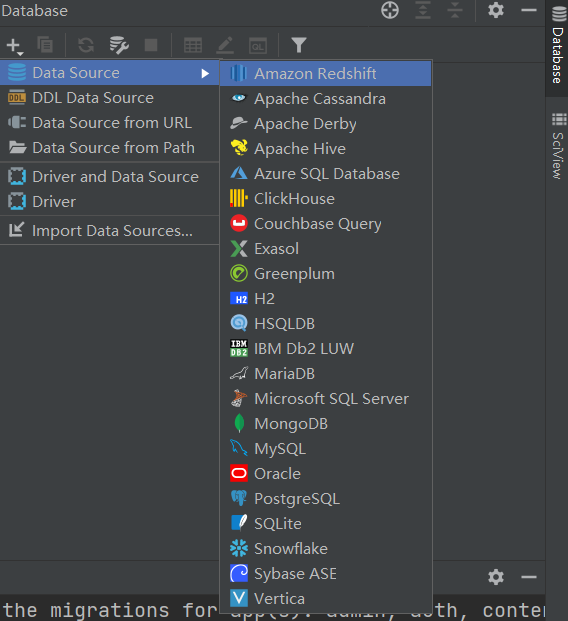 Database
Data Source
DDL Data Source
Data Source from URL
Data Source from Path
Driver and Data Source
Driver
Import Data Sources...
Amazon Redshift
Apache Cassandra
Apache Derby
Apache Hive
Azure SQL Database
ClickHouse
Couchbase Query
Exasol
Greenplum
H2 H2
HSQLDB
IBM DB2 IBM Db2 LUW
MariaDB
Microsoft SQL Server
MongoDB
MySQL
Oracle
PostgreSQL
SQLite
Snowflake
Sybase ASE
Vertica
Database
SciView
the migrations for app(s): admin, auth, conten